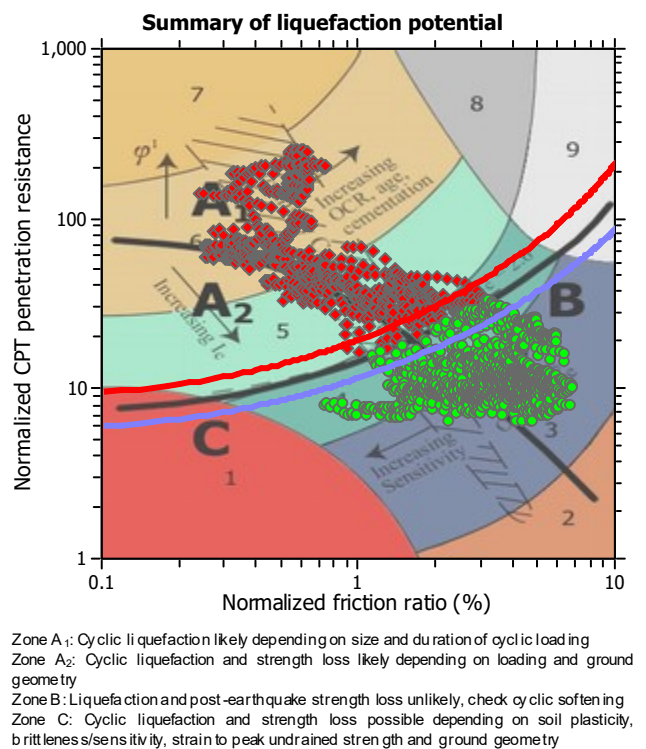 Summary of liquefaction potential
1,000
7
8
9
φ'
Increasing
OCR, age,
cementation
A1
100
6
Increasing Ic
A2
B
5
10
C
4
3
Increasing
Sensitivity
1
2
1
0.1
1
10
Normalized CPT penetration resistance
Normalized friction ratio (%)
Zone A1: Cyclic liquefaction likely depending on size and duration of cyclic loading
Zone A2: Cyclic liquefaction and strength loss likely depending on loading and ground
geometry
Zone B: Liquefaction and post-earthquake strength loss unlikely, check cyclic softening
Zone C: Cyclic liquefaction and strength loss possible depending on soil plasticity,
brittleness/sensitivity, strain to peak undrained strength and ground geometry